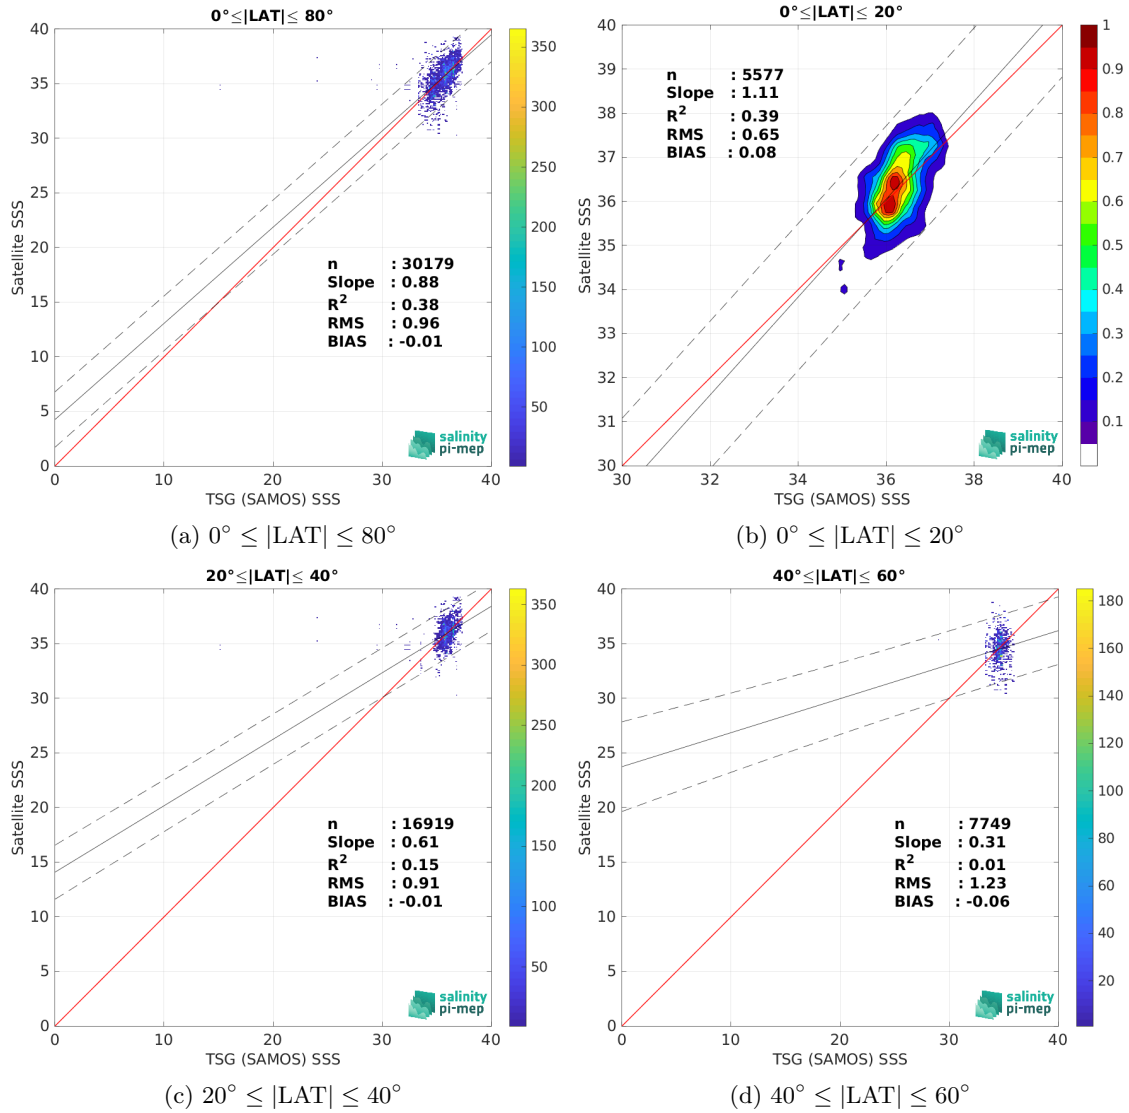 0°≤|LAT|≤ 80°
40
35
30
25
20
15
10
5
0
Satellite SSS
n : 30179
Slope : 0.88
R² : 0.38
RMS : 0.96
BIAS : -0.01
salinity
pi-mep
0 10 20 30 40
TSG (SAMOS) SSS
350
300
250
200
150
100
50
(a) 0° ≤ |LAT| ≤ 80°
0°≤|LAT|≤ 20°
40
39
38
37
36
35
34
33
32
31
30
Satellite SSS
n : 5577
Slope : 1.11
R² : 0.39
RMS : 0.65
BIAS : 0.08
salinity
pi-mep
30 32 34 36 38 40
TSG (SAMOS) SSS
1
0.9
0.8
0.7
0.6
0.5
0.4
0.3
0.2
0.1
(b) 0° ≤ |LAT| ≤ 20°
20°≤|LAT|≤ 40°
40
35
30
25
20
15
10
5
0
Satellite SSS
n : 16919
Slope : 0.61
R² : 0.15
RMS : 0.91
BIAS : -0.01
salinity
pi-mep
0 10 20 30 40
TSG (SAMOS) SSS
350
300
250
200
150
100
50
(c) 20° ≤ |LAT| ≤ 40°
40°≤|LAT|≤ 60°
40
35
30
25
20
15
10
5
0
Satellite SSS
n : 7749
Slope : 0.31
R² : 0.01
RMS : 1.23
BIAS : -0.06
salinity
pi-mep
0 10 20 30 40
TSG (SAMOS) SSS
180
160
140
120
100
80
60
40
20
(d) 40° ≤ |LAT| ≤ 60°